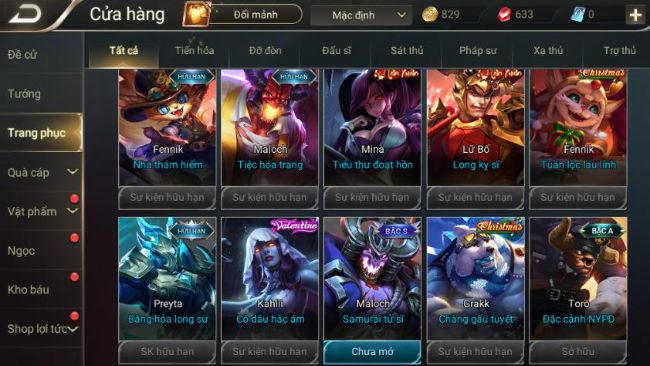 Cửa hàng
Đổi mảnh
Mặc định
829
633
0
Đề cử
Tướng
Trang phục
Quà cáp
Vật phẩm
Ngọc
Kho báu
Shop lợi tức
Tất cả
Tiến hóa
Đỡ đòn
Đấu sĩ
Sát thủ
Pháp sư
Xạ thủ
Trợ thủ
HỮU HẠN
Fennik
Nhà thám hiểm
Sự kiện hữu hạn
HỮU HẠN
Maloch
Tiệc hóa trang
Sự kiện hữu hạn
Mina
Tiểu thư đoạt hồn
Sự kiện hữu hạn
Lữ Bố
Long kỵ sĩ
Sự kiện hữu hạn
Christmas
Fennik
Tuần lộc láu lỉnh
Sự kiện hữu hạn
HỮU HẠN
Preyta
Băng hỏa long sư
SK hữu hạn
Valentine
Kahlii
Cô dâu hắc ám
Sự kiện hữu hạn
BẬC S
Maloch
Samurai tử sĩ
Chưa mở
Christmas
Grakk
Chàng gấu tuyết
Sự kiện hữu hạn
BẬC A
Toro
Đặc cảnh NYPD
Sở hữu